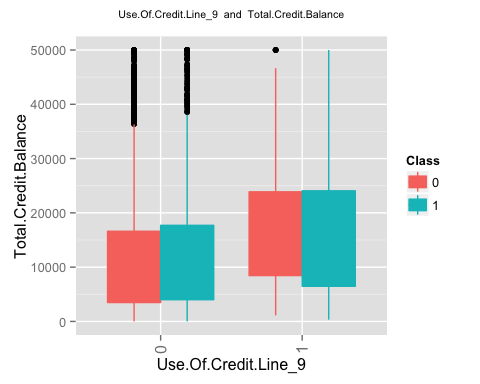 Use.Of.Credit.Line_9 and Total.Credit.Balance
50000
40000
30000
20000
10000
0
Total.Credit.Balance
0
1
Use.Of.Credit.Line_9
Class
0
1